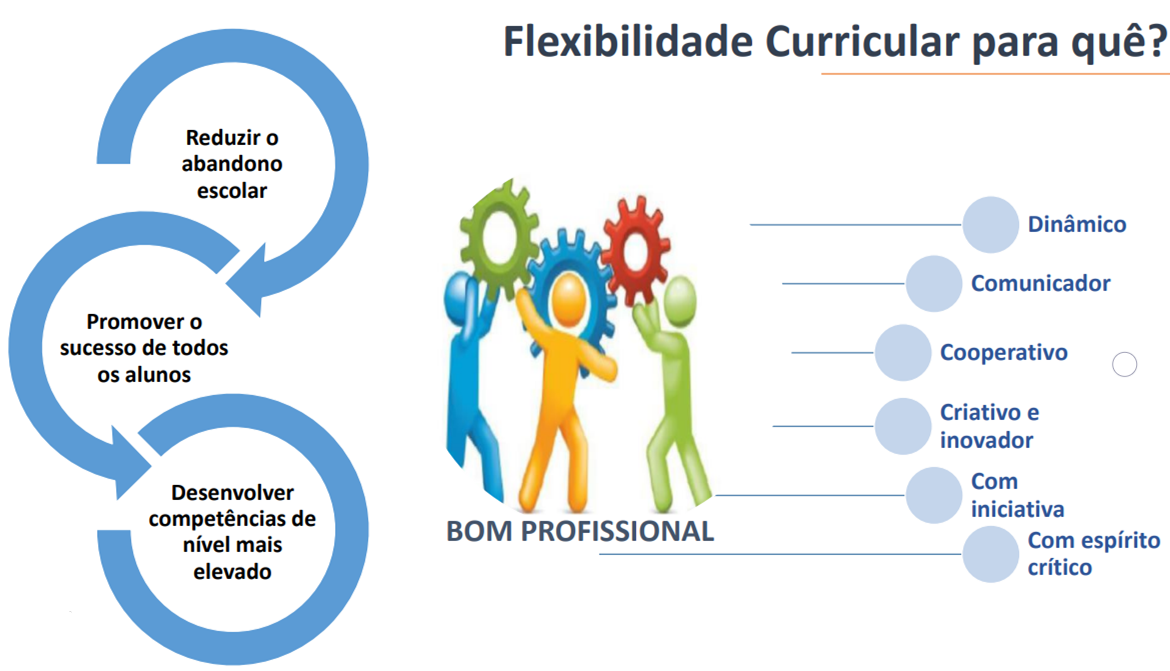 Flexibilidade Curricular para quê?
Reduzir o
abandono
escolar
Promover o
sucesso de todos
os alunos
Desenvolver
competências de
nível mais
elevado
BOM PROFISSIONAL
Dinâmico
Comunicador
Cooperativo
Criativo e
inovador
Com
iniciativa
Com espírito
crítico